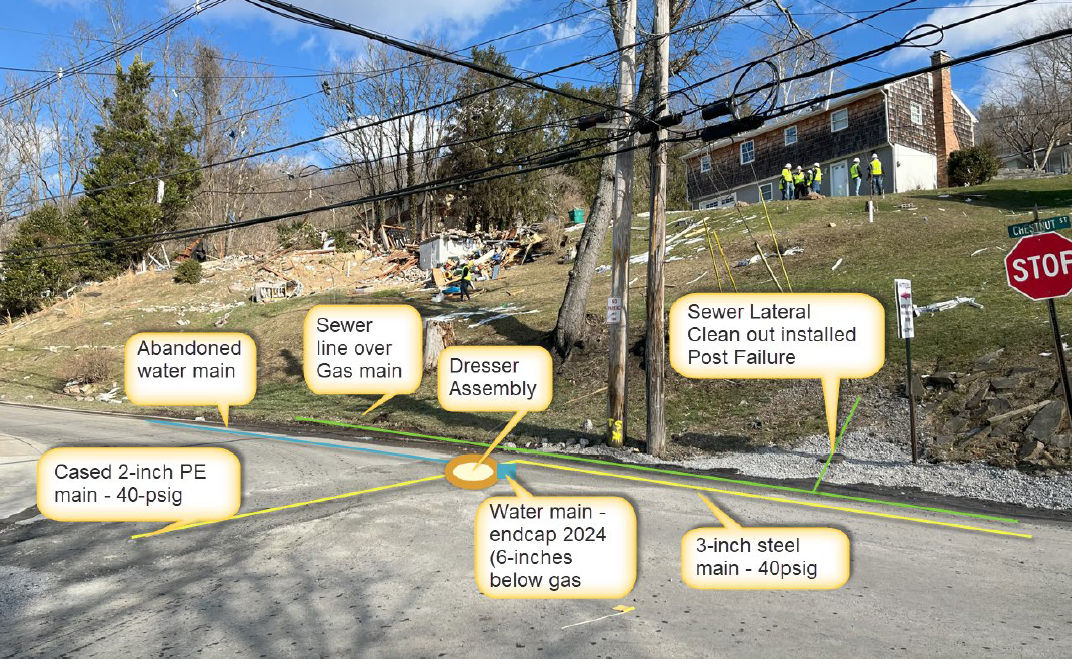 CHESTNUT ST
STOP
Sewer Lateral
Clean out installed
Post Failure
Sewer
line over
Gas main
Abandoned
water main
Dresser
Assembly
Cased 2-inch PE
main - 40-psig
Water main -
endcap 2024
(6-inches
below gas
3-inch steel
main - 40psig